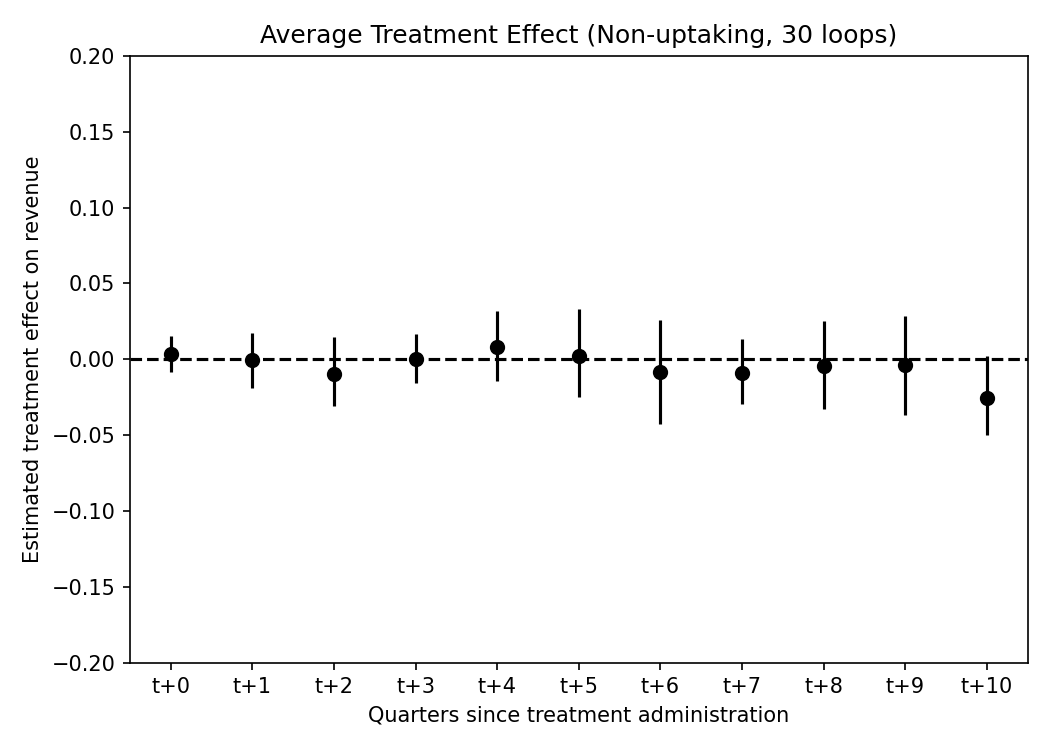 Average Treatment Effect (Non-uptaking, 30 loops)
Estimated treatment effect on revenue
0.20
0.15
0.10
0.05
0.00
−0.05
−0.10
−0.15
−0.20
t+0 t+1 t+2 t+3 t+4 t+5 t+6 t+7 t+8 t+9 t+10
Quarters since treatment administration